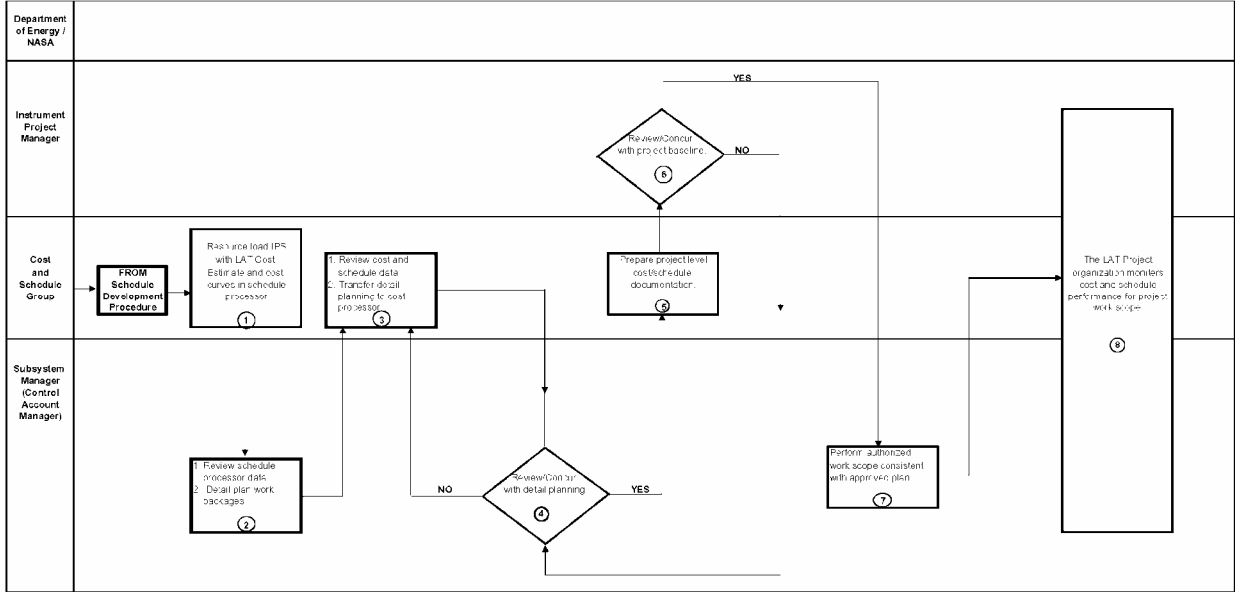 Department
of Energy /
NASA
Instrument
Project
Manager
YES
Review/Concur
with project baseline.
NO
6
Cost
and
Schedule
Group
FROM
Schedule
Development
Procedure
Resource load IPS
with LAT Cost
Estimate and cost
curves in schedule
processor
1
1. Review cost and
schedule data
2. Transfer detail
planning to cost
processor
3
Prepare project level
cost/schedule
documentation.
5
The LAT Project
organization monitors
cost and schedule
performance for project
work scope
8
Subsystem
Manager
(Control
Account
Manager)
1. Review schedule
processor data
2. Detail plan work
packages
2
NO
Review/Concur
with detail planning
YES
4
Perform authorized
work scope consistent
with approved plan
7